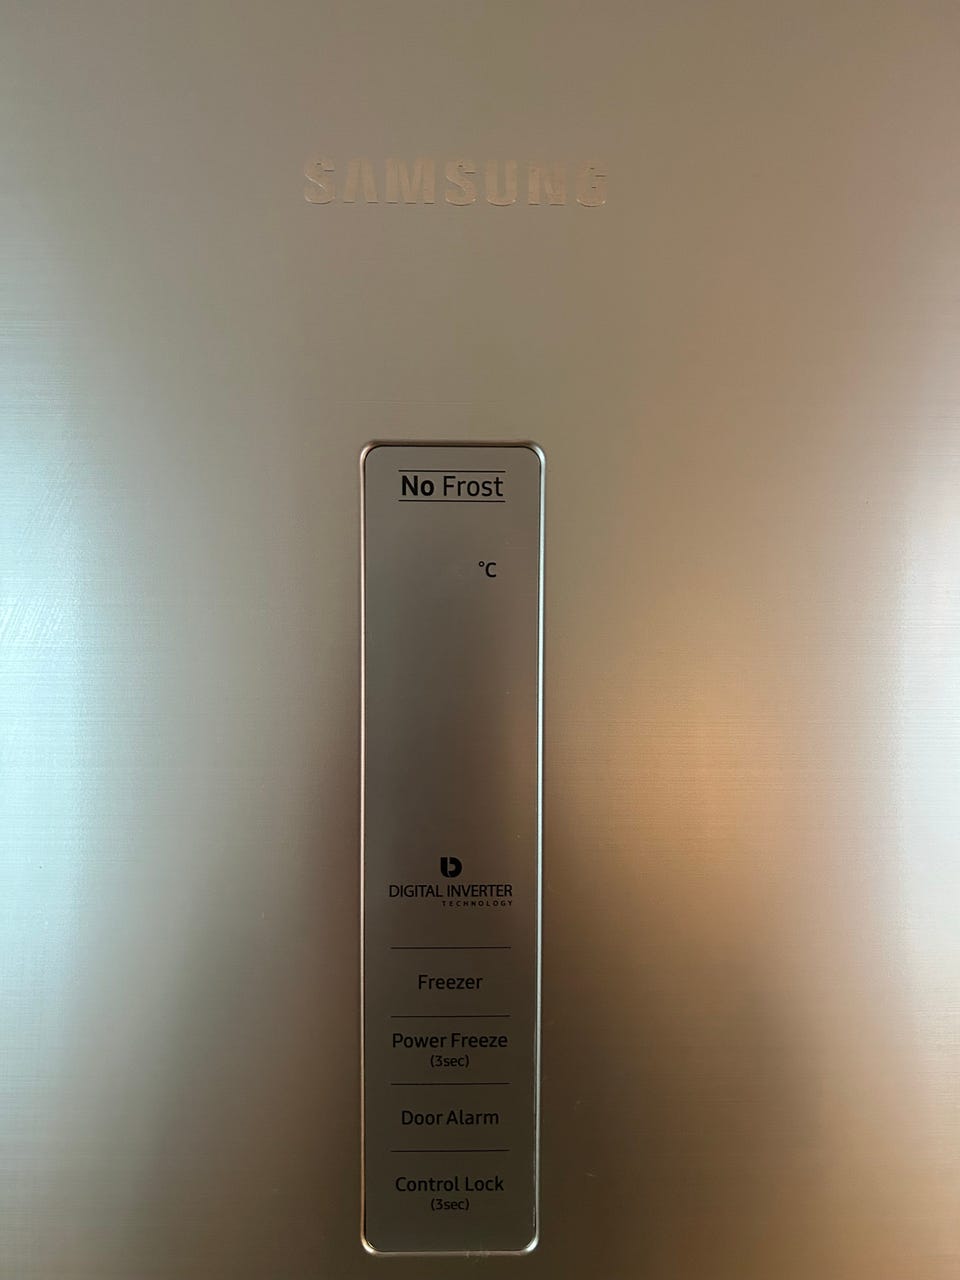 SAMSUNG
No Frost
°C
DIGITAL INVERTER
TECHNOLOGY
Freezer
Power Freeze
(3sec)
Door Alarm
Control Lock
(3sec)